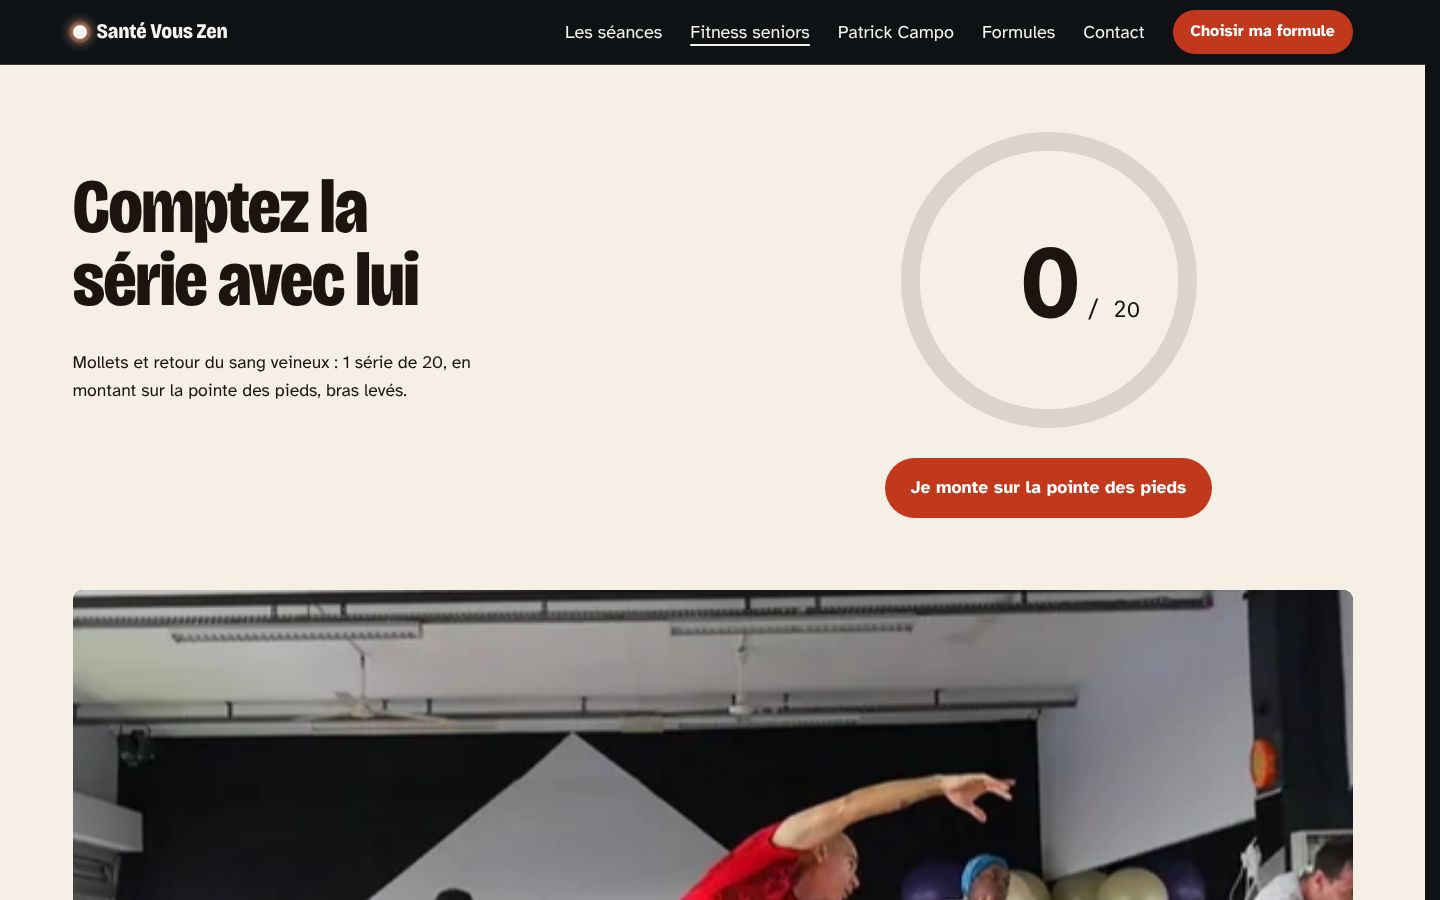 Santé Vous Zen
Les séances
Fitness seniors
Patrick Campo
Formules
Contact
Choisir ma formule
Comptez la
série avec lui
Mollets et retour du sang veineux : 1 série de 20, en
montant sur la pointe des pieds, bras levés.
0 / 20
Je monte sur la pointe des pieds